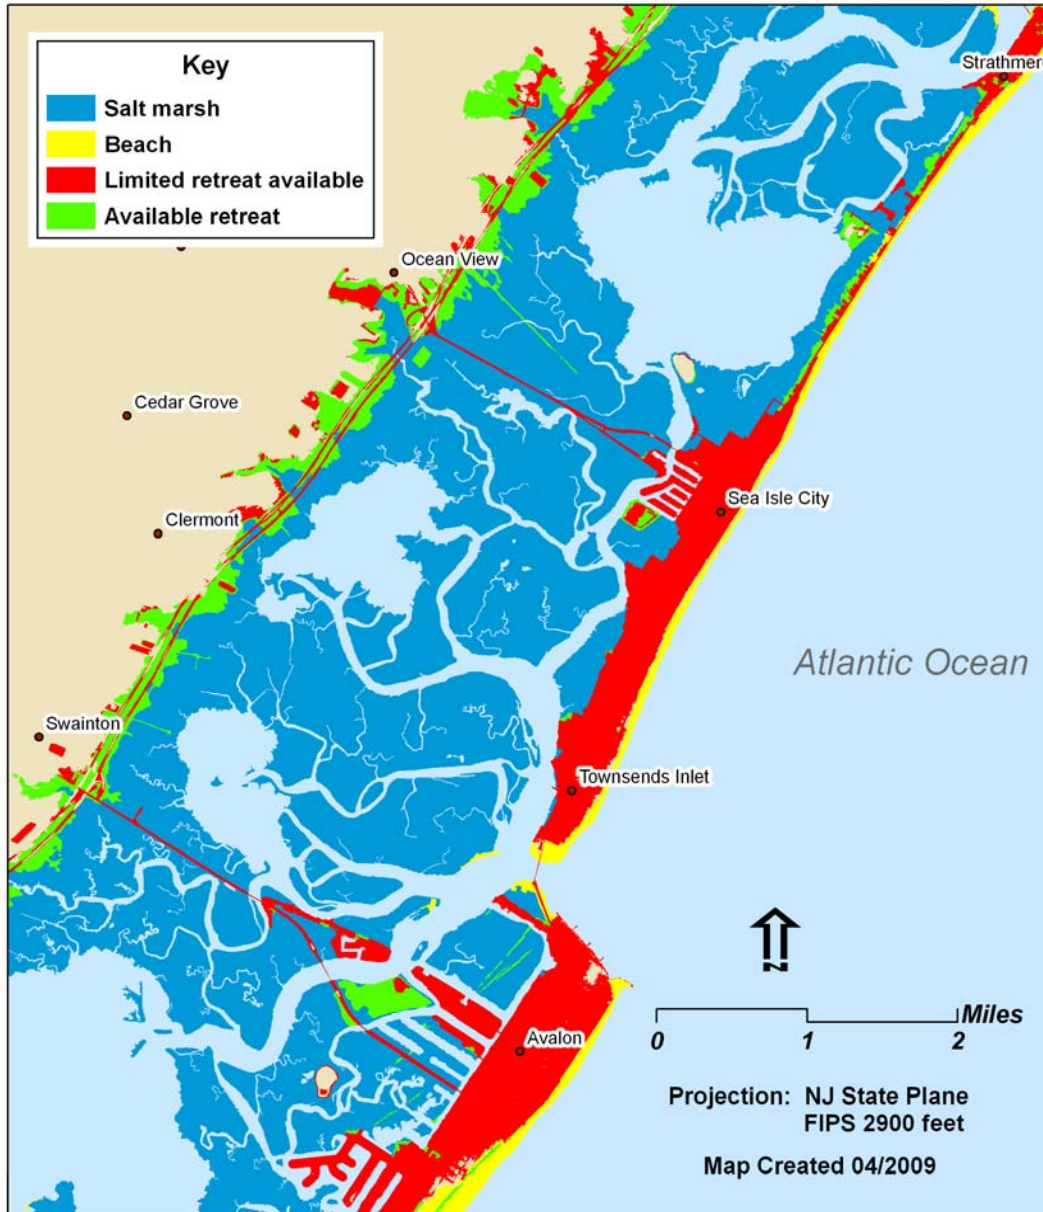 Key
Salt marsh
Beach
Limited retreat available
Available retreat
Strathmere
Ocean View
Cedar Grove
Sea Isle City
Clermont
Atlantic Ocean
Swainton
Townsends Inlet
N
Miles
0 1 2
Avalon
Projection: NJ State Plane
FIPS 2900 feet
Map Created 04/2009